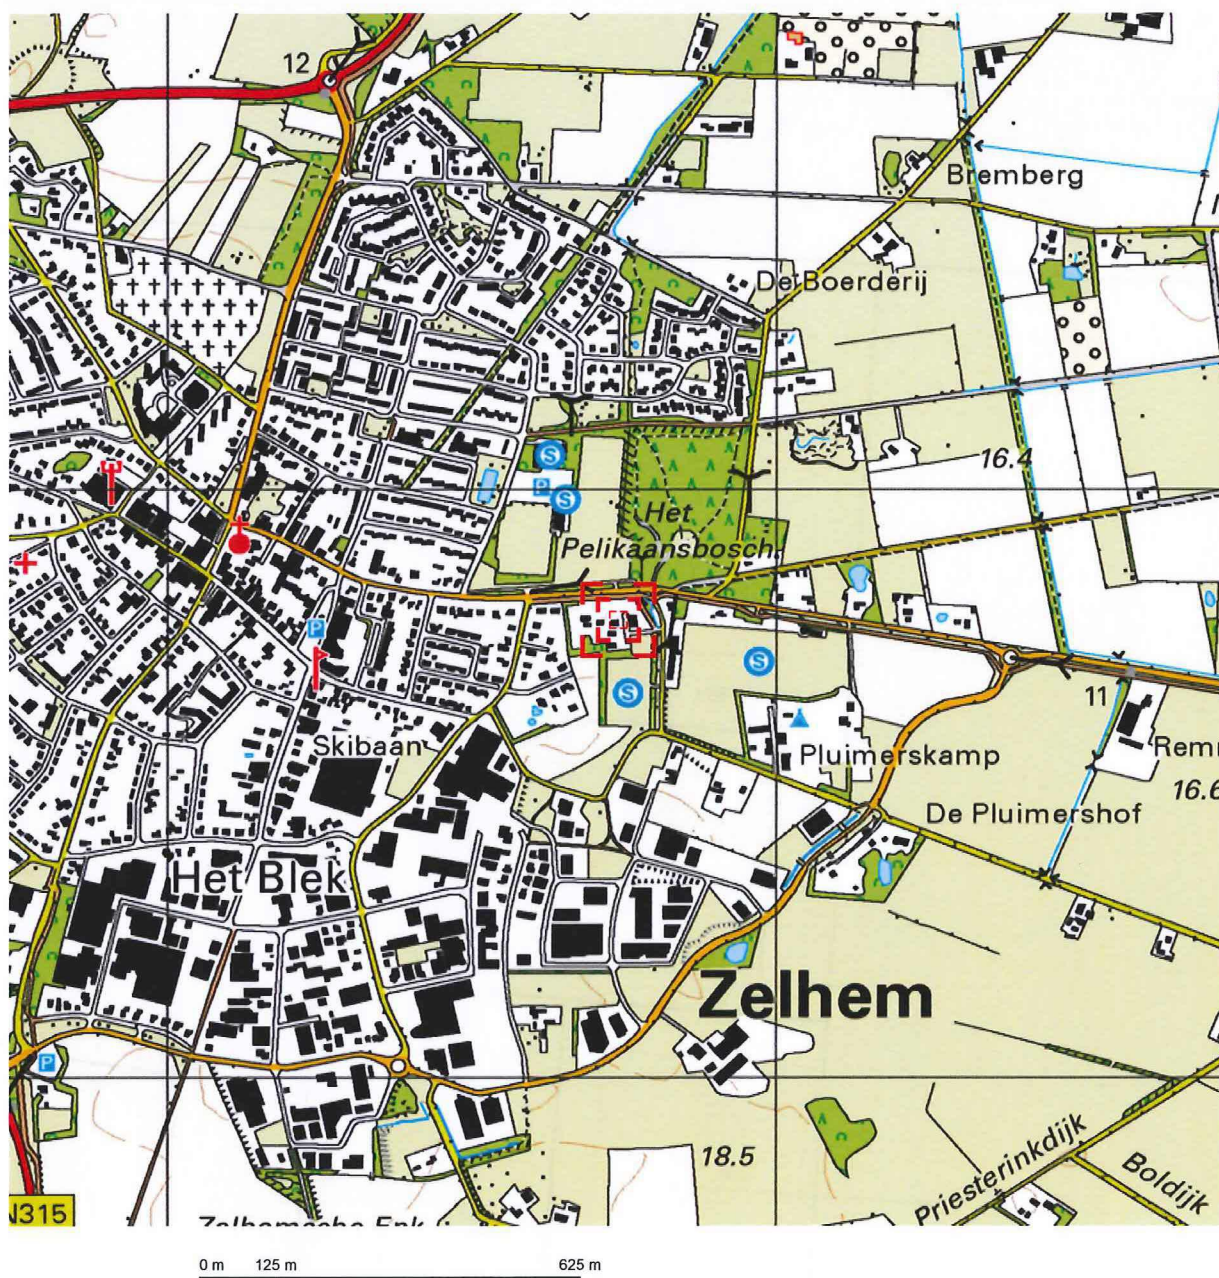 12
Bremberg
De Boerderij
S
16.4
P
S
Het
Pelikaansbosch
P
S
S
11
Skibaan
Pluimerskamp
16.6
De Pluimershof
Het Blek
Zelhem
P
18.5
Priesterinkdijk
Boldijk
N315
0 m 125 m 625 m